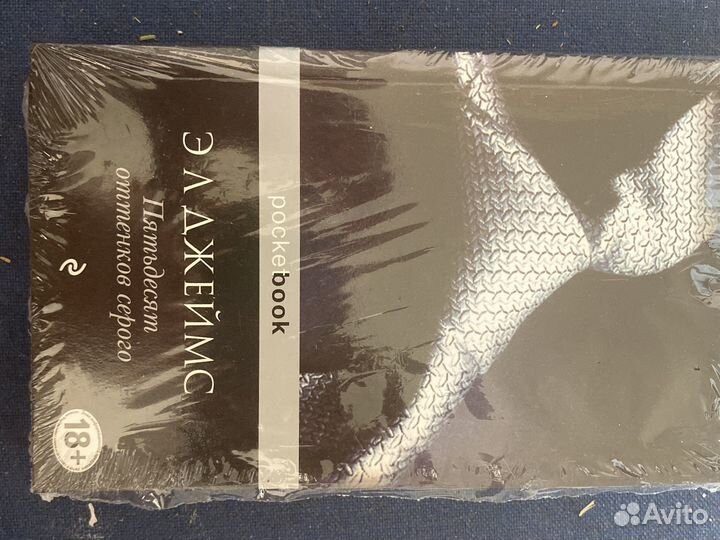 pocketbook
Э Л ДЖЕЙМС
Пятьдесят
оттенков серого
18+
Avito